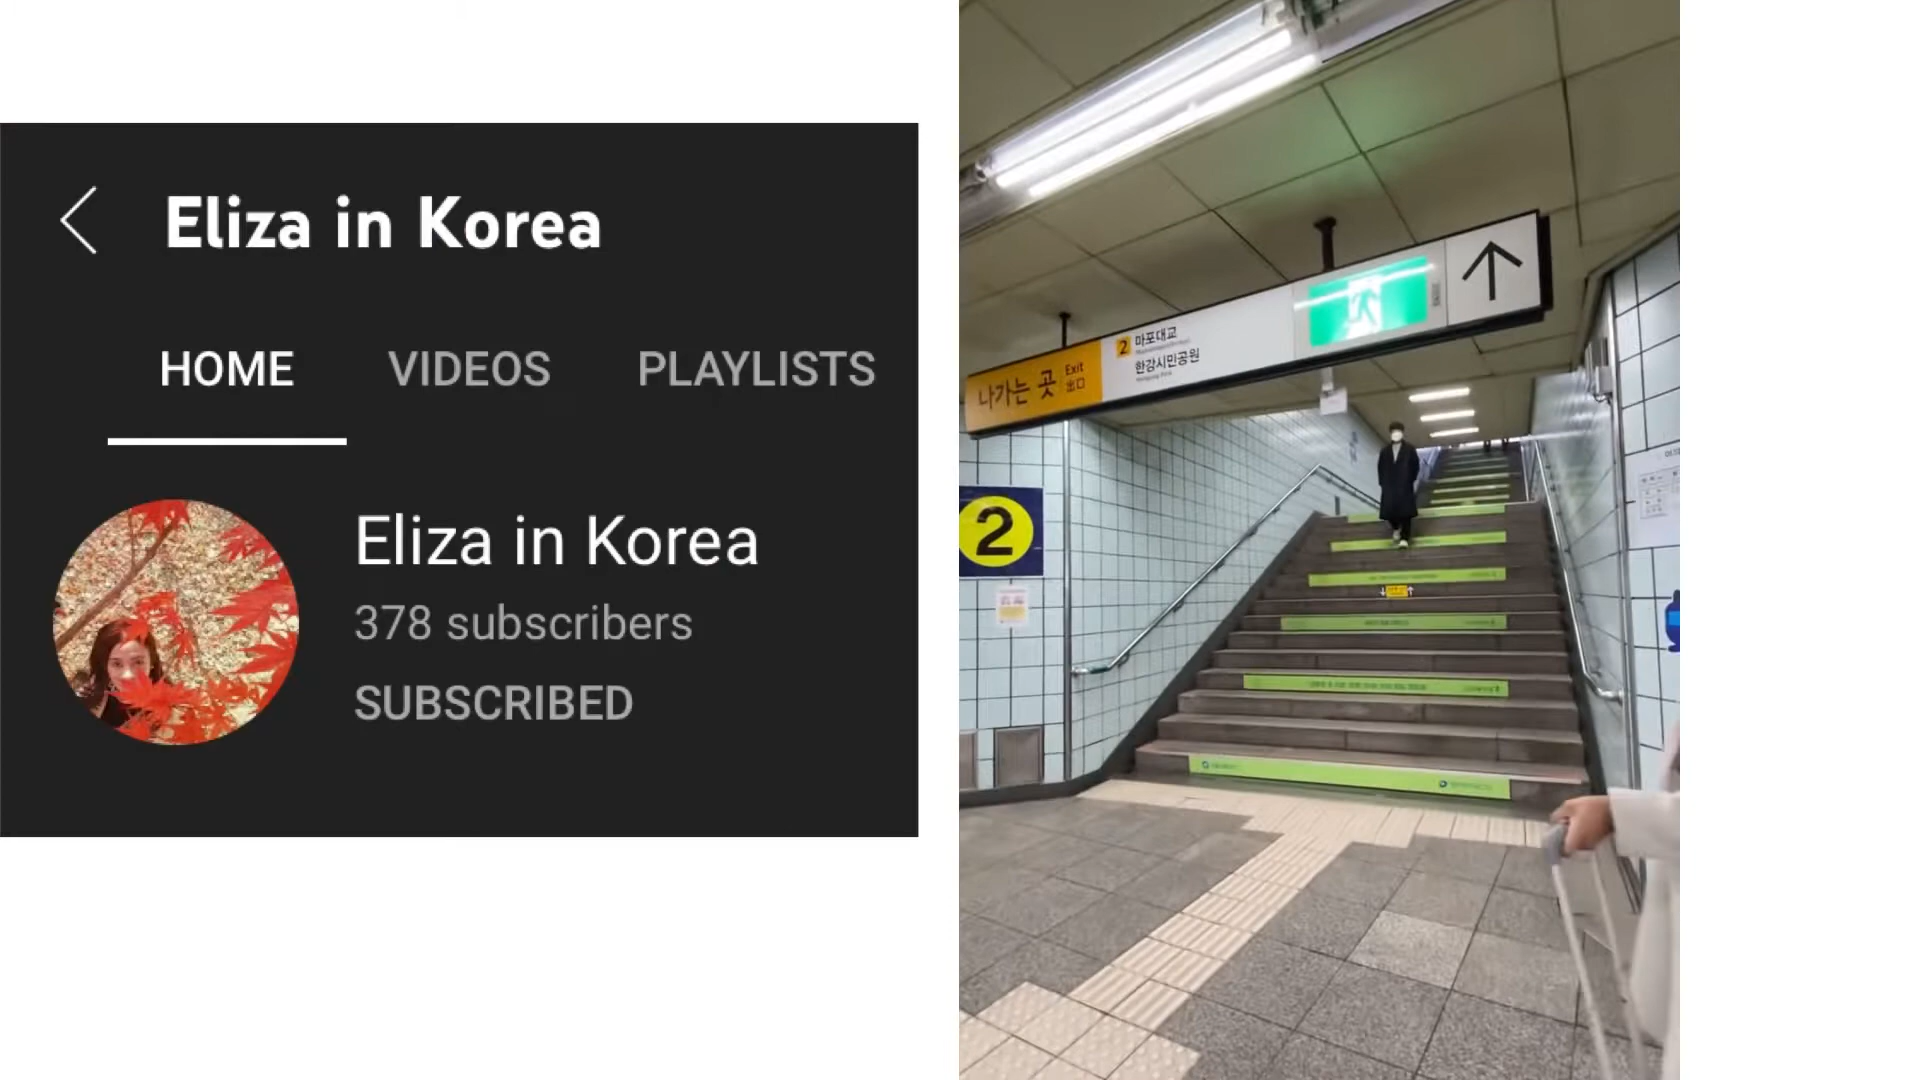 Eliza in Korea
HOME VIDEOS PLAYLISTS
Eliza in Korea
378 subscribers
SUBSCRIBED
나가는 곳 Exit 出口
2 마포대교
한강시민공원
2